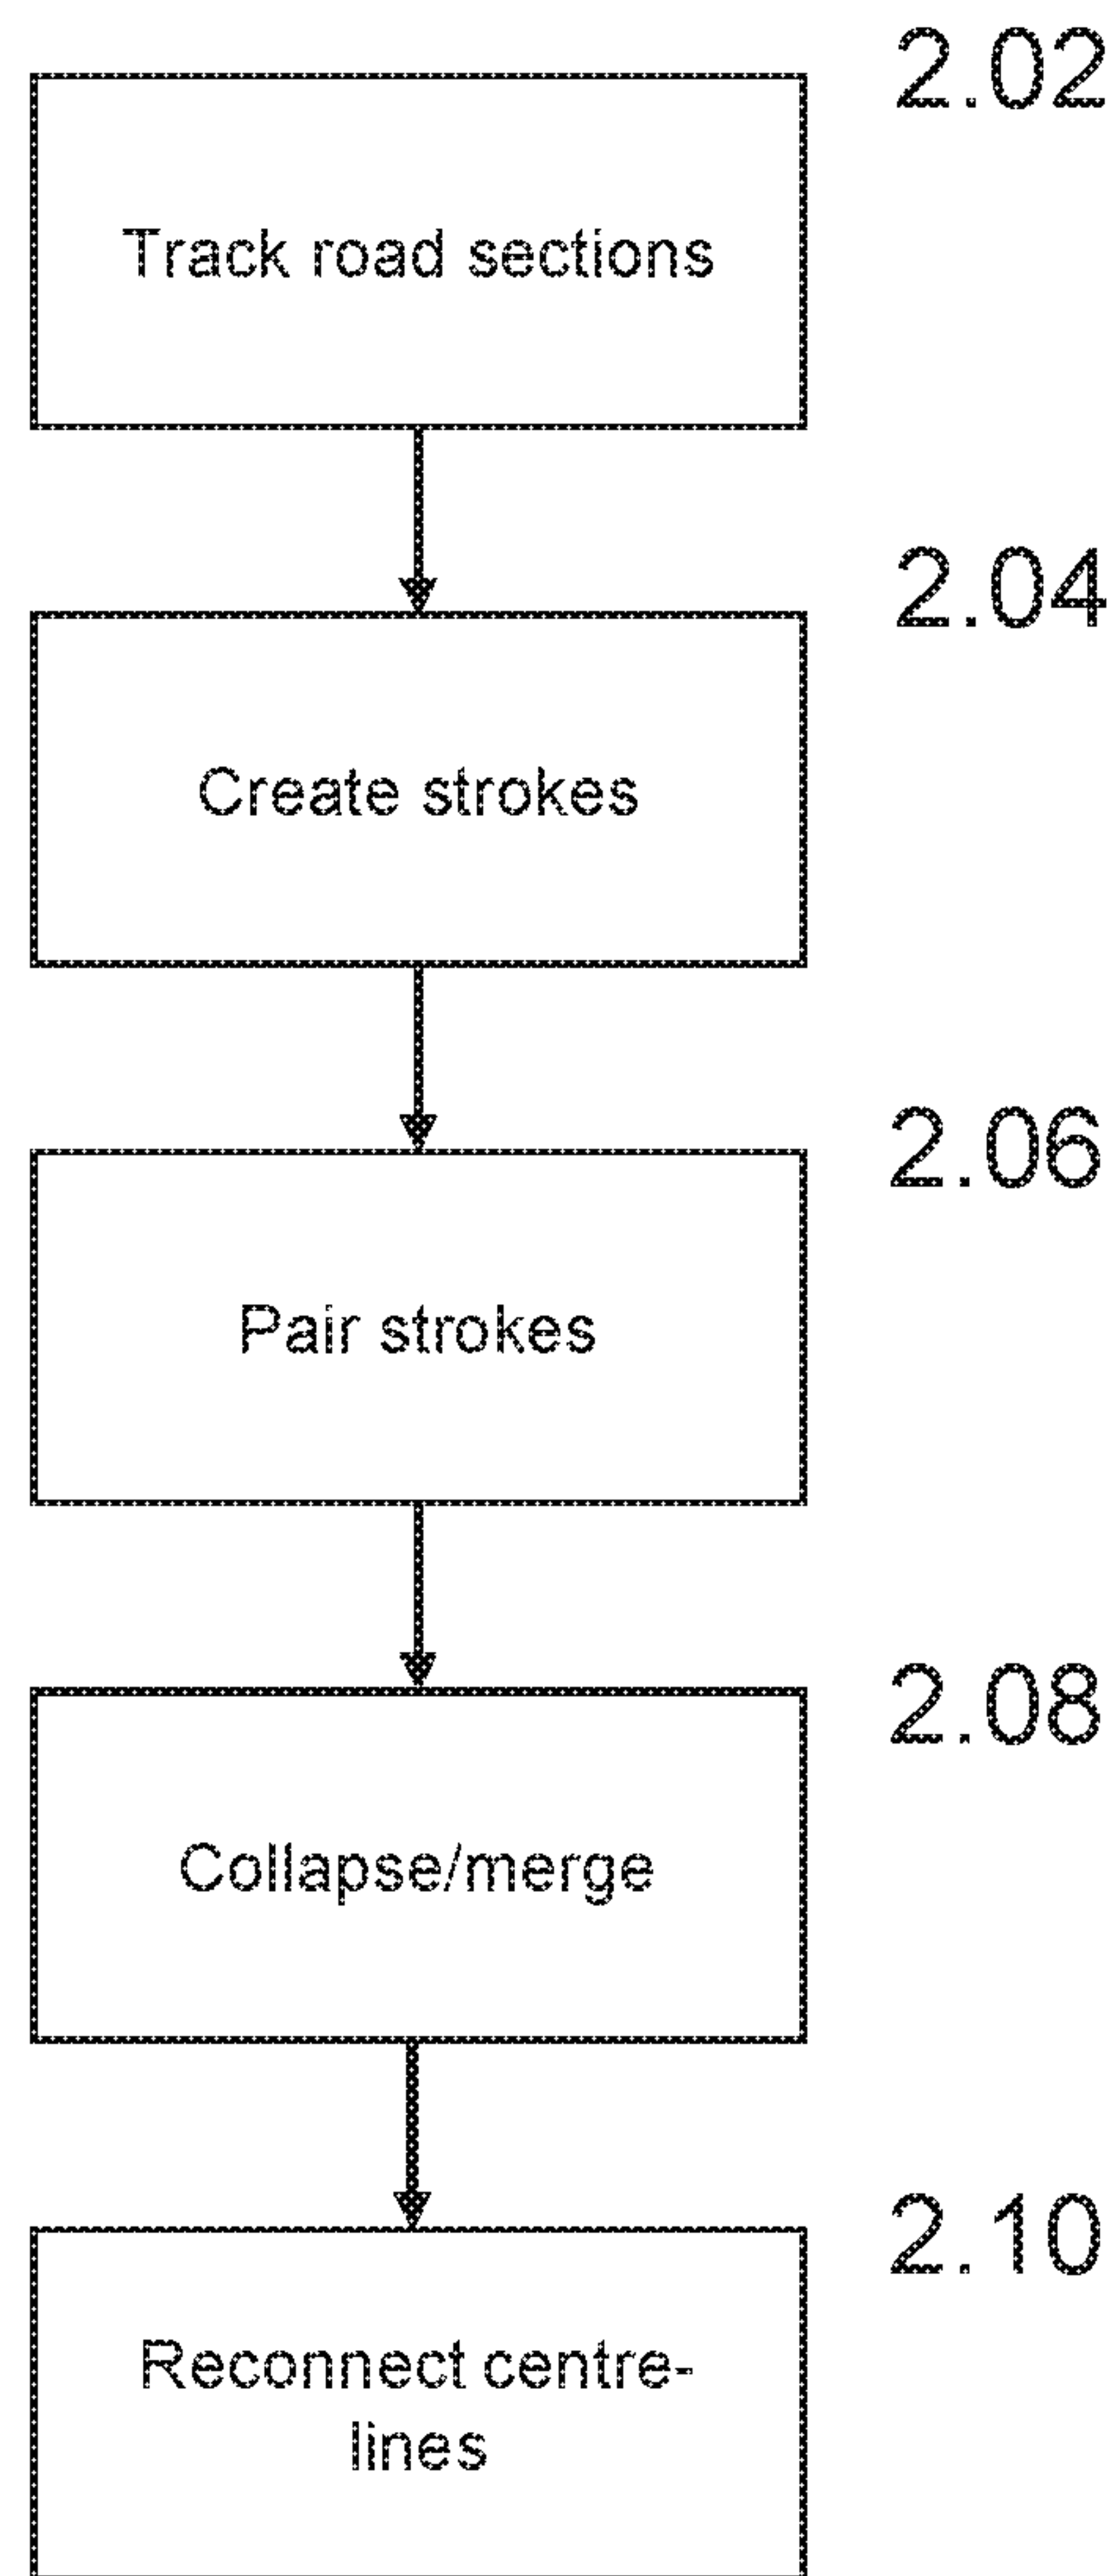 2.02
Track road sections
2.04
Create strokes
2.06
Pair strokes
2.08
Collapse/merge
2.10
Reconnect centre-
lines